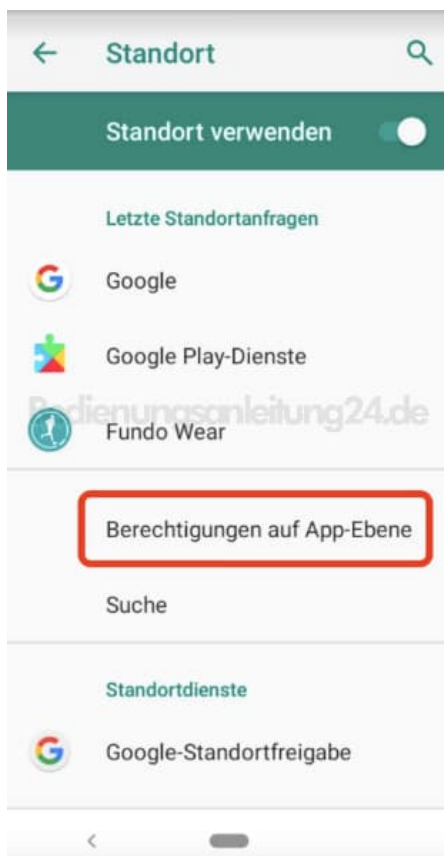 Standort
Standort verwenden
Letzte Standortanfragen
Google
Google Play-Dienste
Bedienungsanleitung24.de
Fundo Wear
Berechtigungen auf App-Ebene
Suche
Standortdienste
Google-Standortfreigabe